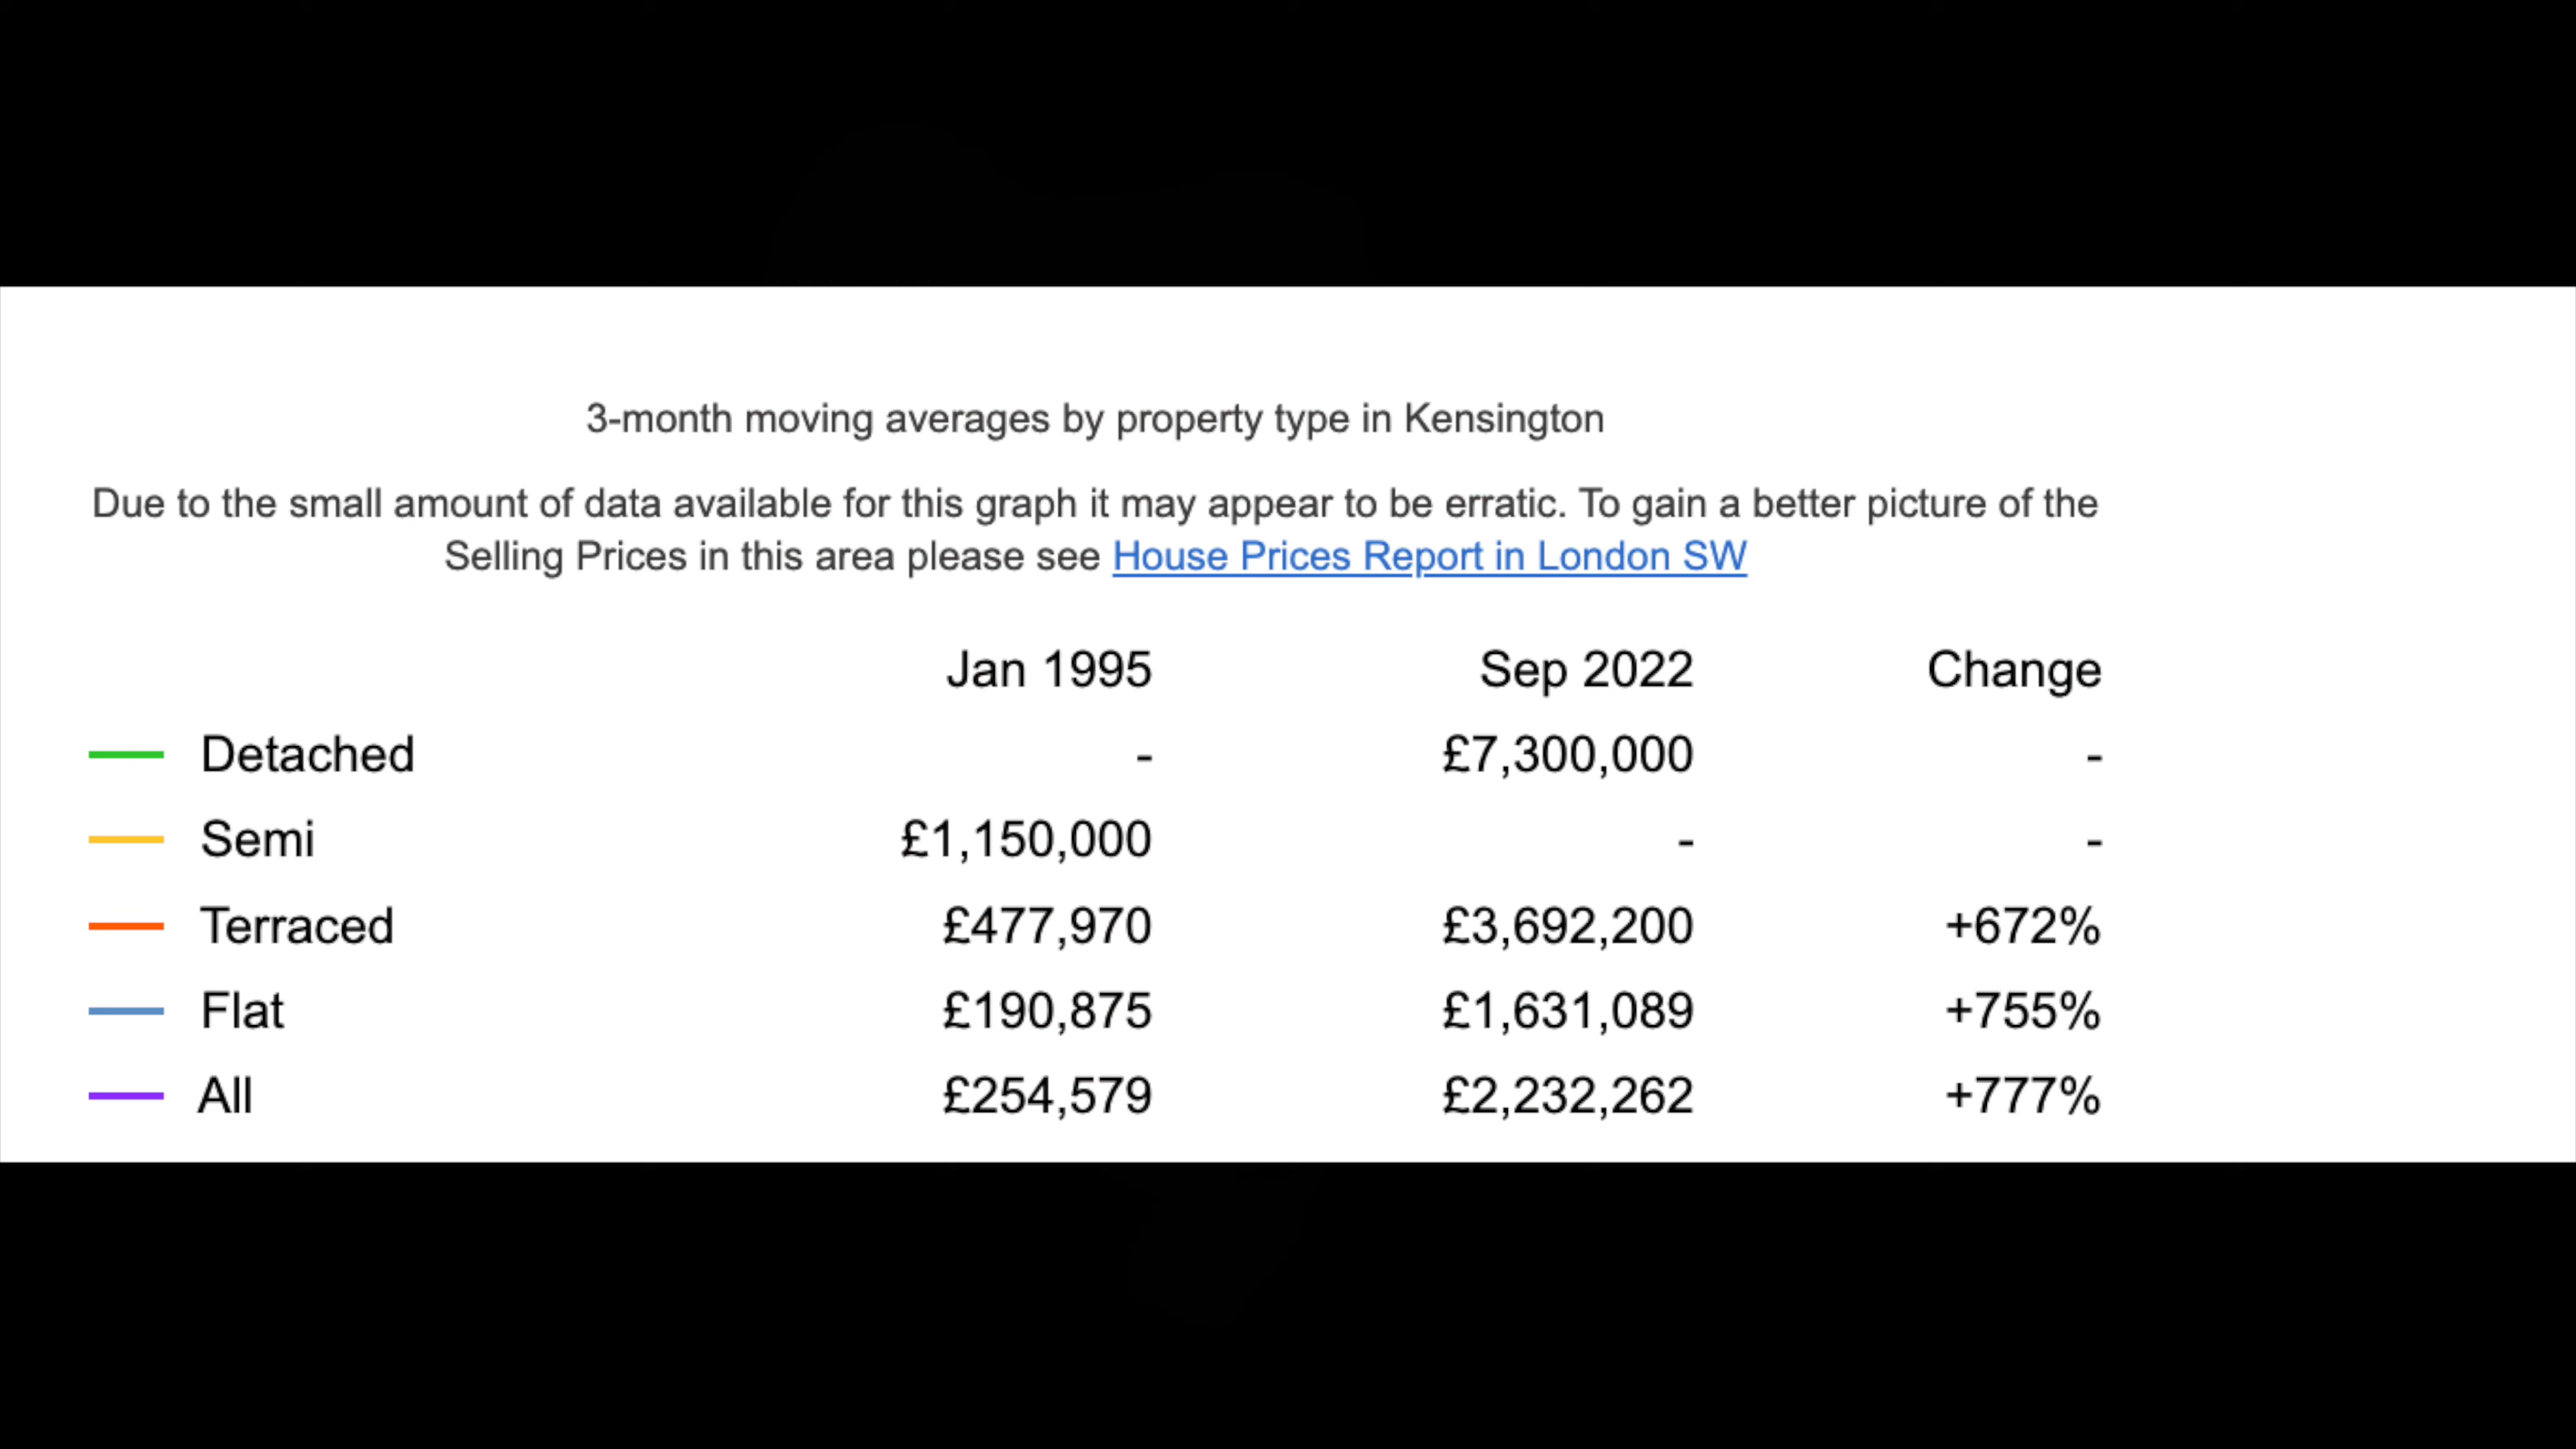 3-month moving averages by property type in Kensington
Due to the small amount of data available for this graph it may appear to be erratic. To gain a better picture of the
Selling Prices in this area please see House Prices Report in London SW
Jan 1995 Sep 2022 Change
Detached - £7,300,000 -
Semi £1,150,000 - -
Terraced £477,970 £3,692,200 +672%
Flat £190,875 £1,631,089 +755%
All £254,579 £2,232,262 +777%